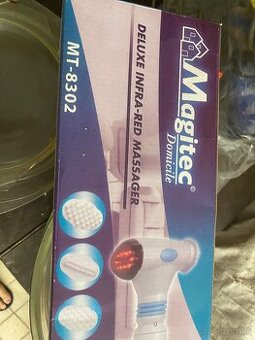 Magitec©
Domicile
DELUXE INFRA-RED MASSAGER
MT-8302